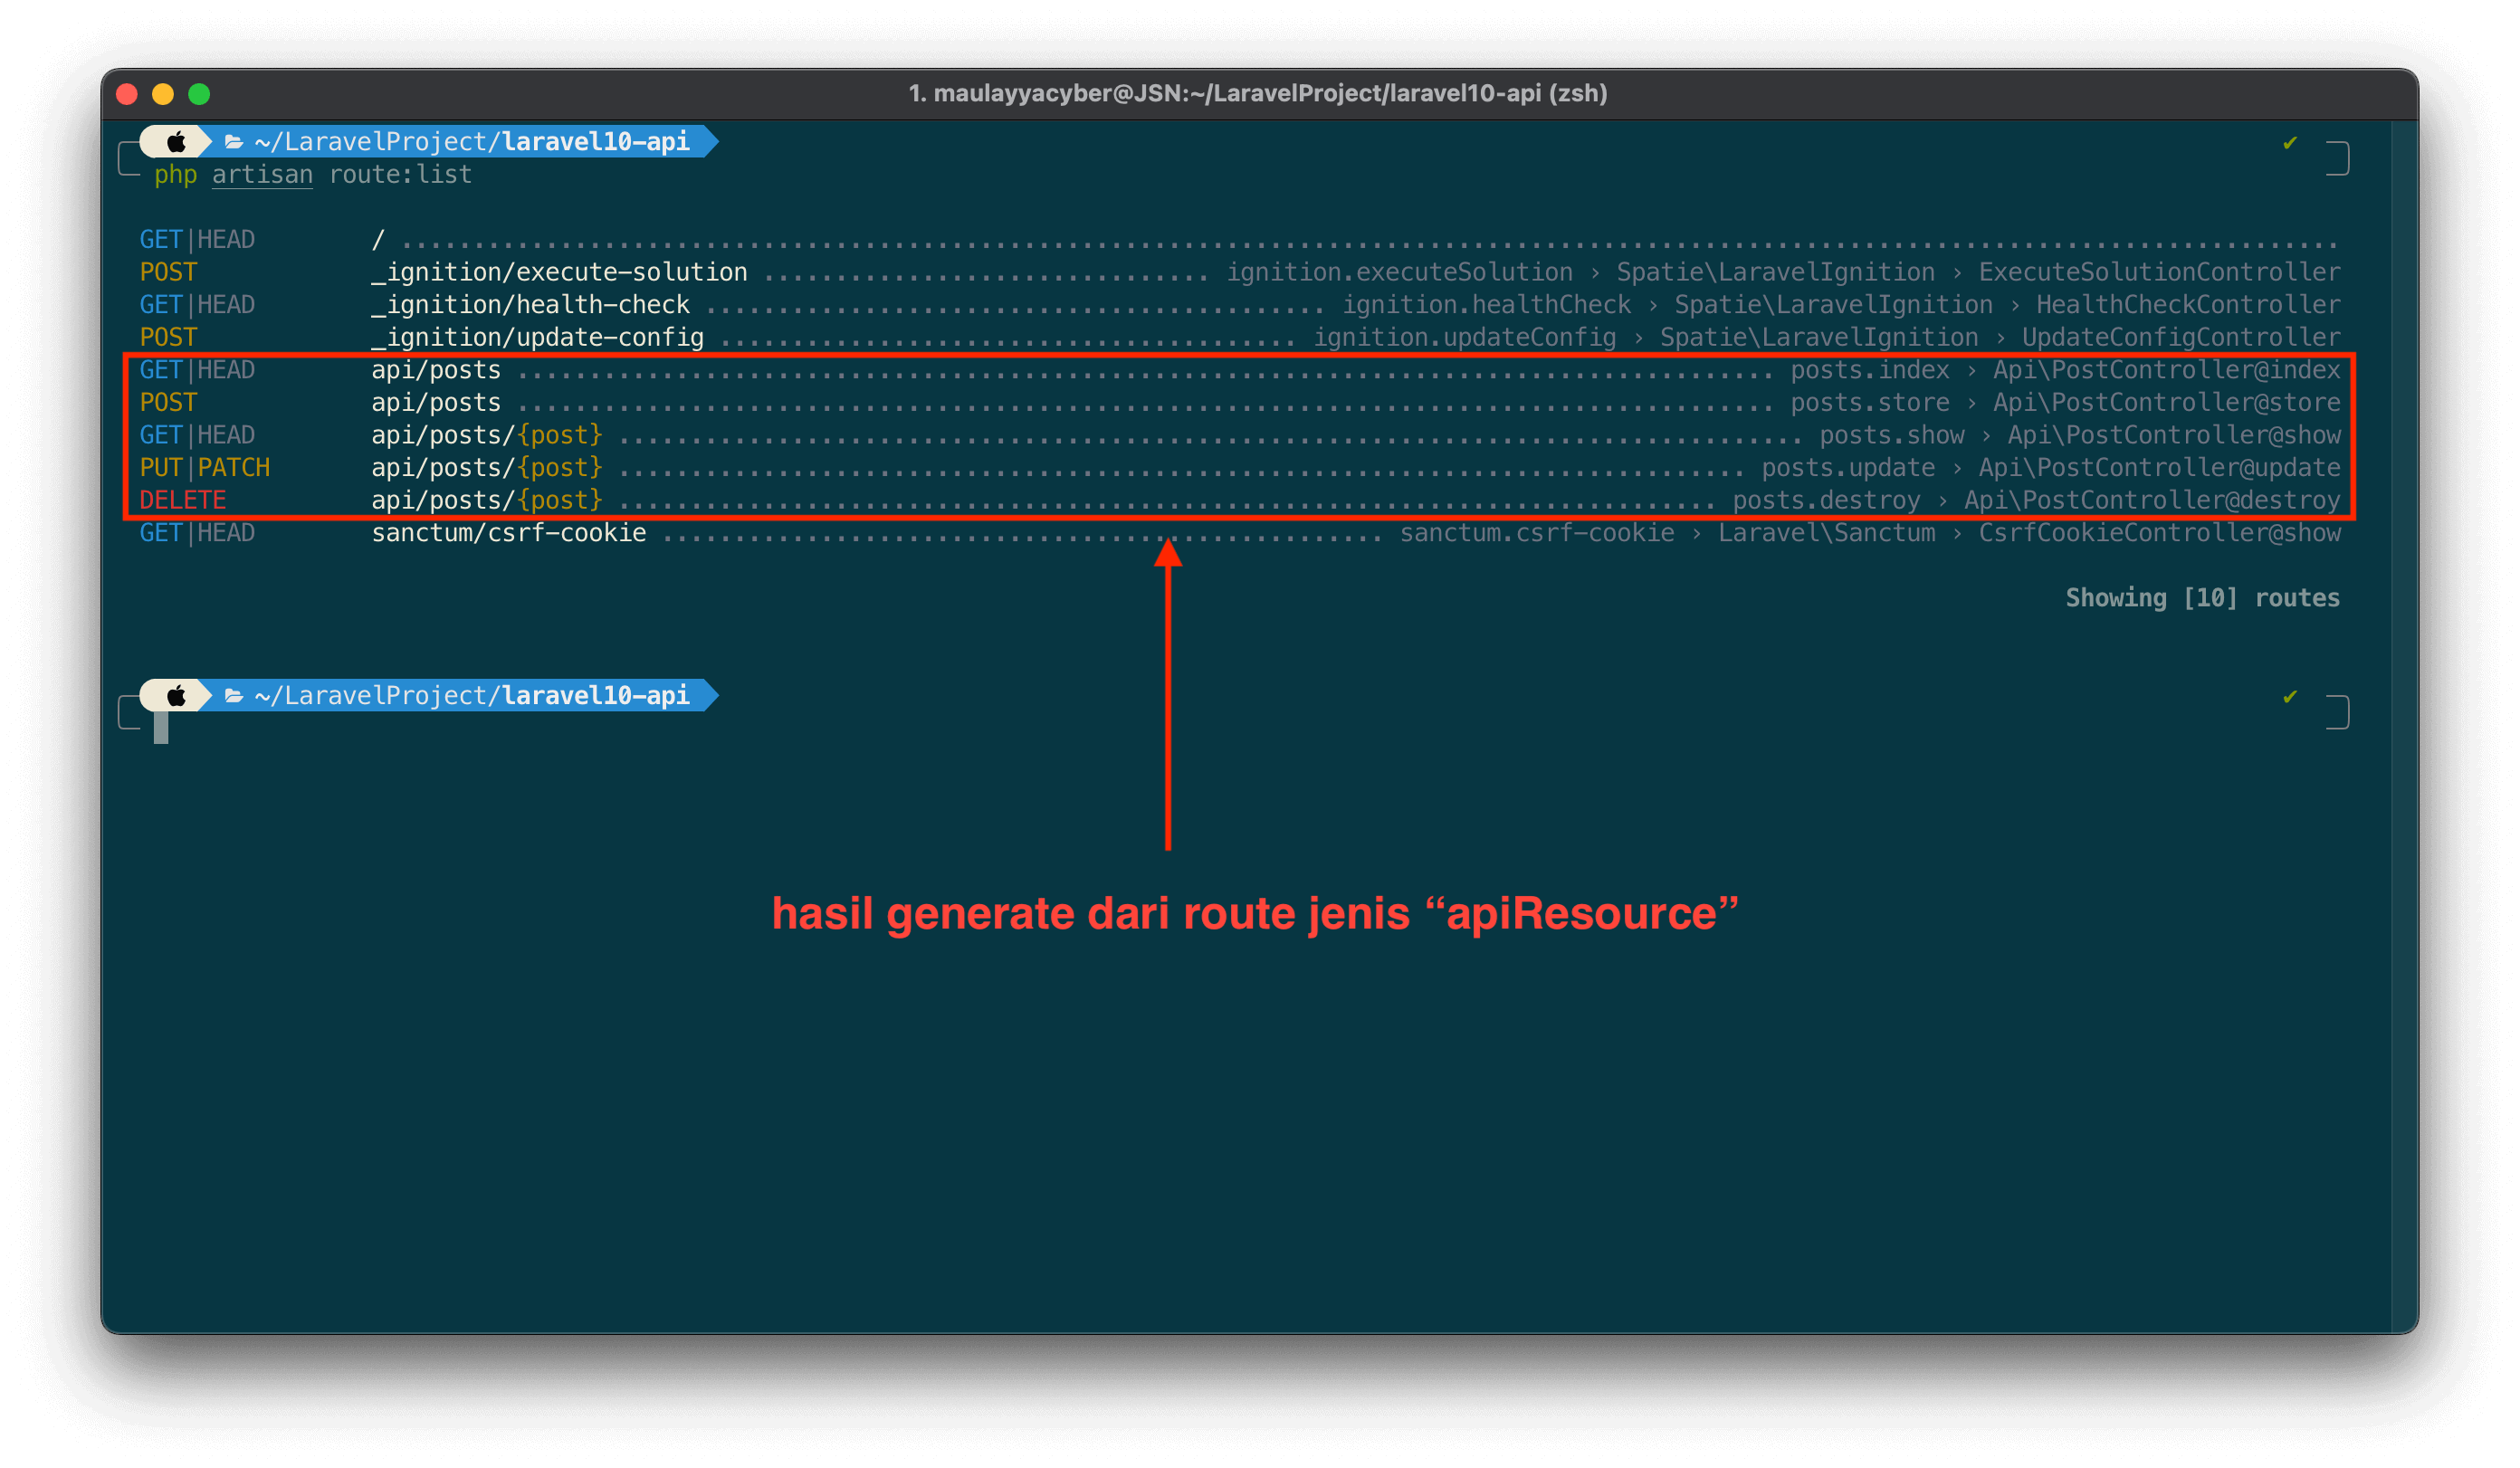 1. maulayyacyber@JSN:~/LaravelProject/laravel10-api (zsh)
~/LaravelProject/laravel10-api ✔
php artisan route:list
GET|HEAD / ......................................................................................................................................
POST _ignition/execute-solution ............................... ignition.executeSolution › Spatie\LaravelIgnition › ExecuteSolutionController
GET|HEAD _ignition/health-check ........................................... ignition.healthCheck › Spatie\LaravelIgnition › HealthCheckController
POST _ignition/update-config ........................................ ignition.updateConfig › Spatie\LaravelIgnition › UpdateConfigController
GET|HEAD api/posts ....................................................................................... posts.index › Api\PostController@index
POST api/posts ....................................................................................... posts.store › Api\PostController@store
GET|HEAD api/posts/{post} .................................................................................. posts.show › Api\PostController@show
PUT|PATCH api/posts/{post} .............................................................................. posts.update › Api\PostController@update
DELETE api/posts/{post} ............................................................................ posts.destroy › Api\PostController@destroy
GET|HEAD sanctum/csrf-cookie .................................................. sanctum.csrf-cookie › Laravel\Sanctum › CsrfCookieController@show
Showing [10] routes
~/LaravelProject/laravel10-api ✔
hasil generate dari route jenis “apiResource”